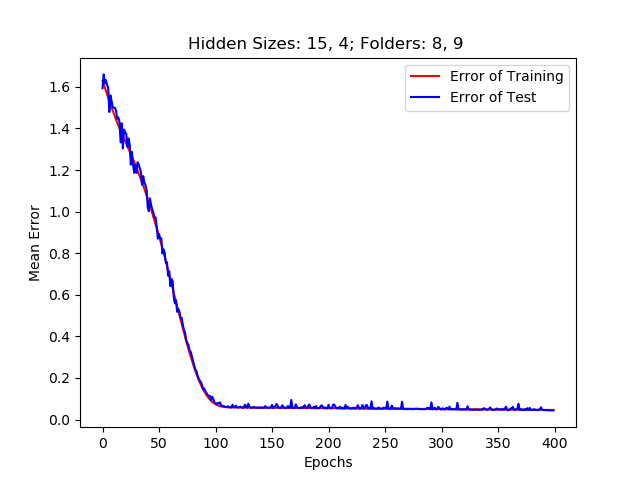 Hidden Sizes: 15, 4; Folders: 8, 9
Error of Training
Error of Test
Mean Error
1.6
1.4
1.2
1.0
0.8
0.6
0.4
0.2
0.0
0 50 100 150 200 250 300 350 400
Epochs